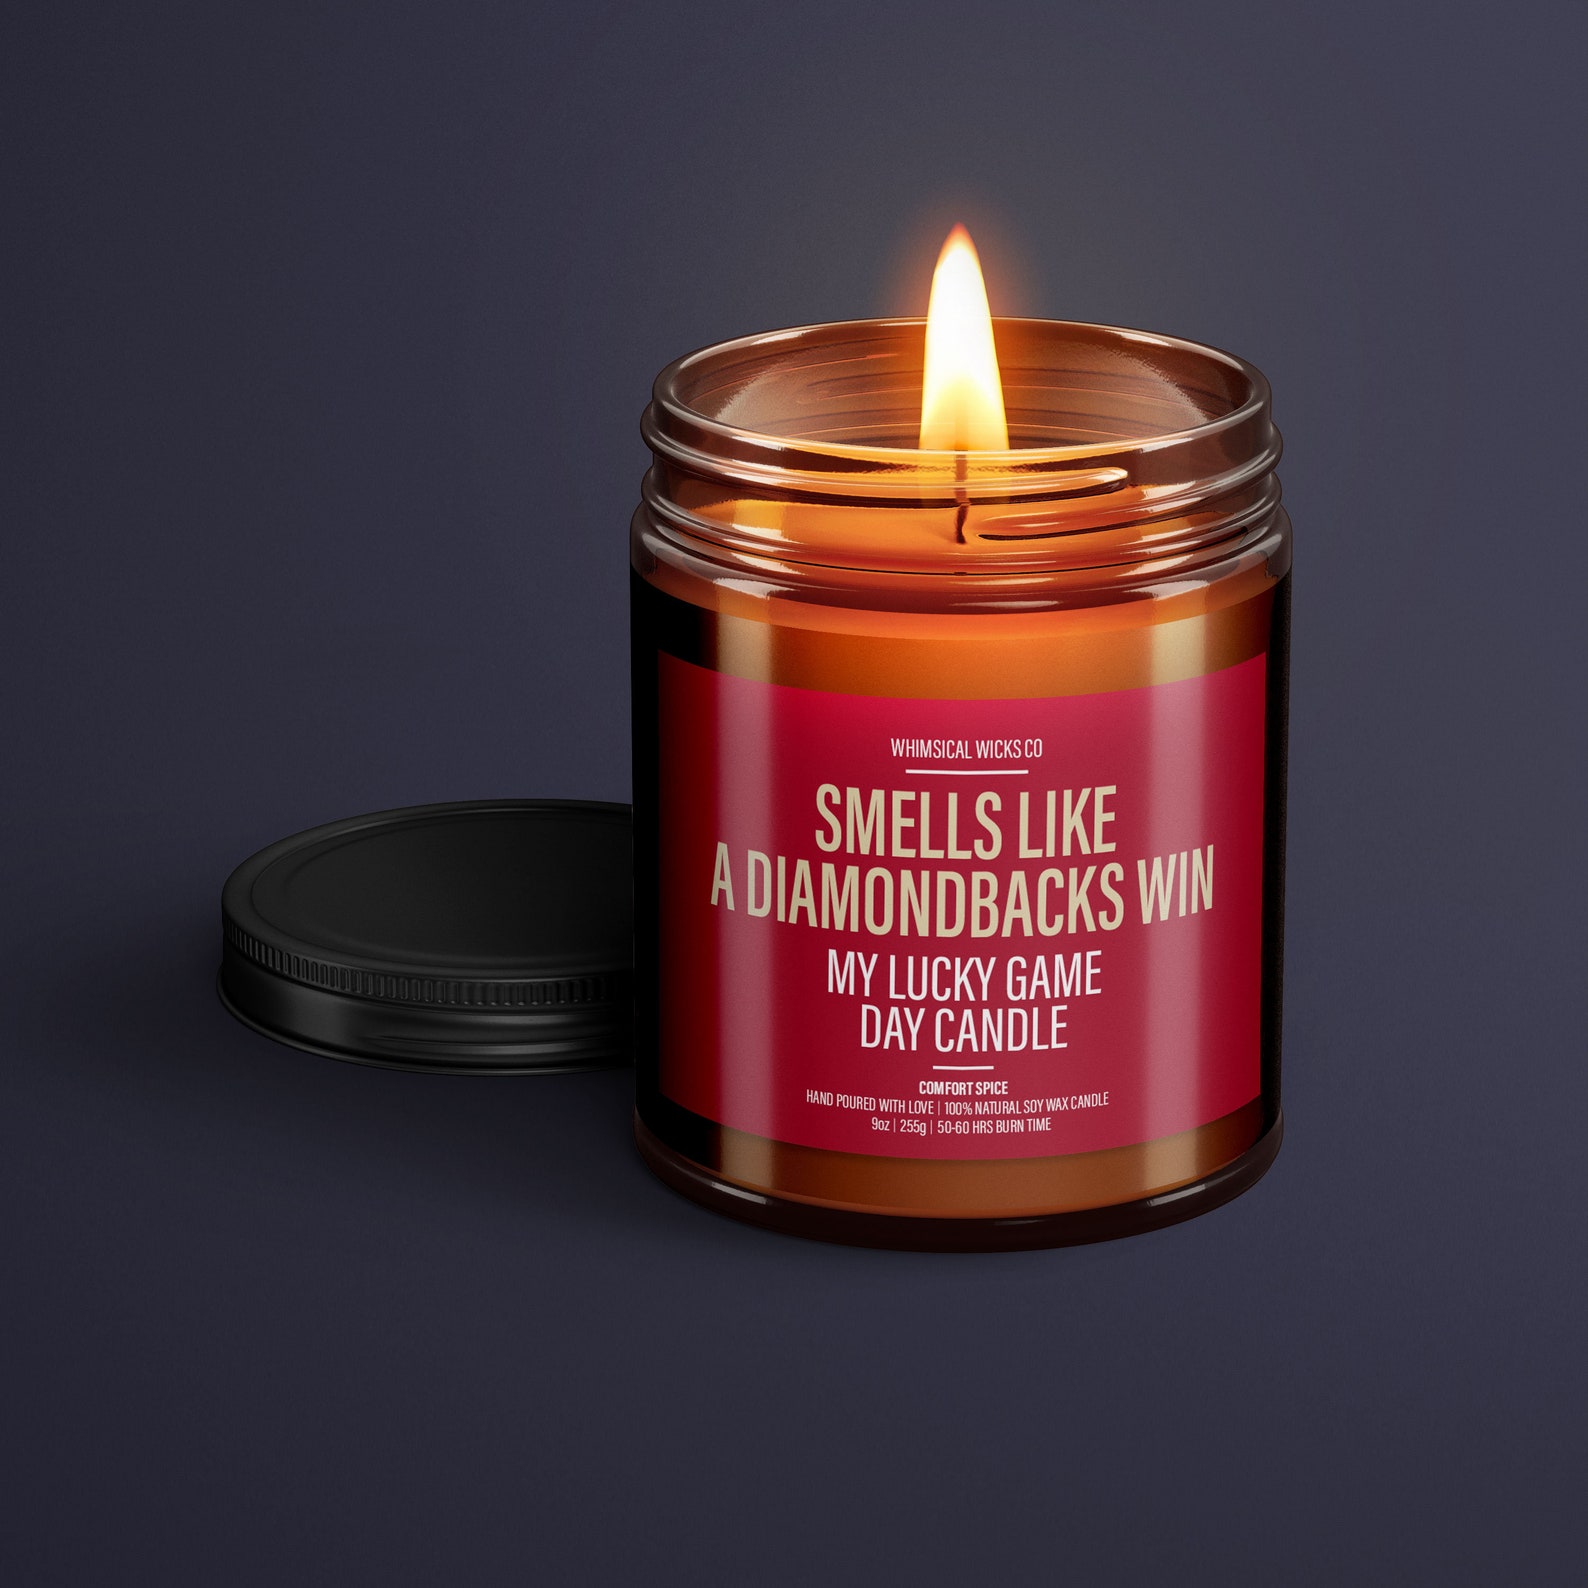 WHIMSICAL WICKS CO
SMELLS LIKE
A DIAMONDBACKS WIN
MY LUCKY GAME
DAY CANDLE
COMFORT SPICE
HAND POURED WITH LOVE | 100% NATURAL SOY WAX CANDLE
9oz | 255g | 50-60 HRS BURN TIME